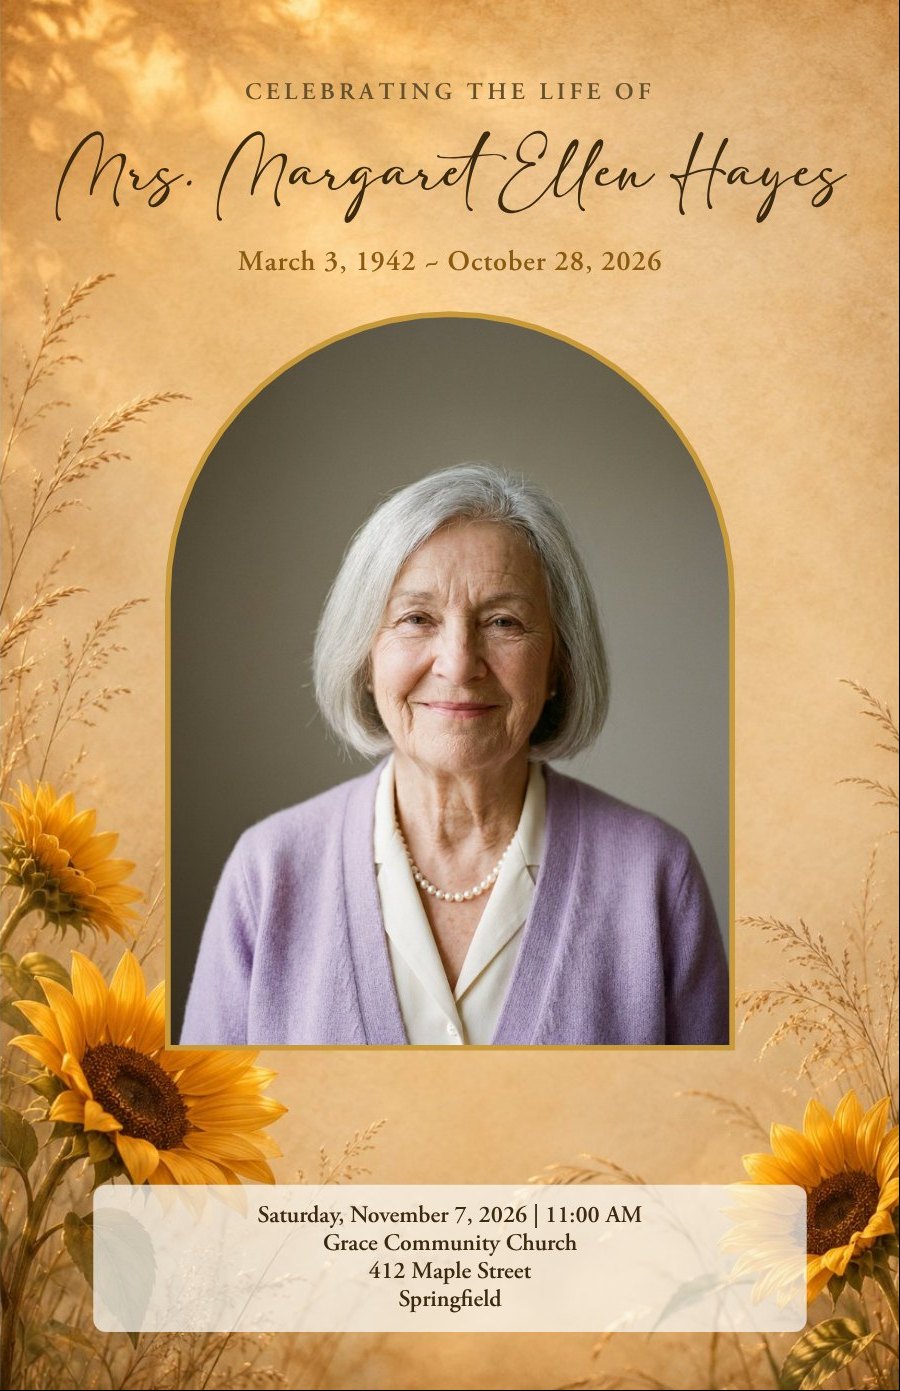 CELEBRATING THE LIFE OF
Mrs. Margaret Ellen Hayes
March 3, 1942 ~ October 28, 2026
Saturday, November 7, 2026 | 11:00 AM
Grace Community Church
412 Maple Street
Springfield